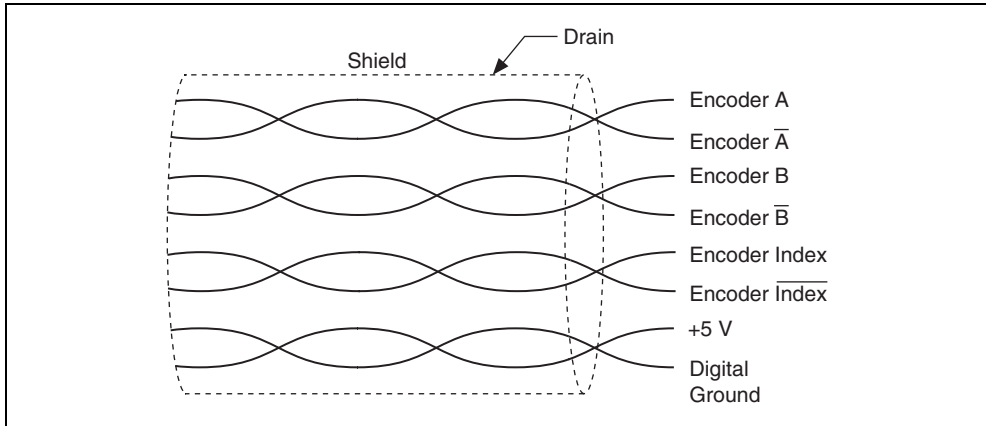 Drain
Shield
Encoder A
Encoder A̅
Encoder B
Encoder B̅
Encoder Index
Encoder I̅n̅d̅e̅x̅
+5 V
Digital
Ground